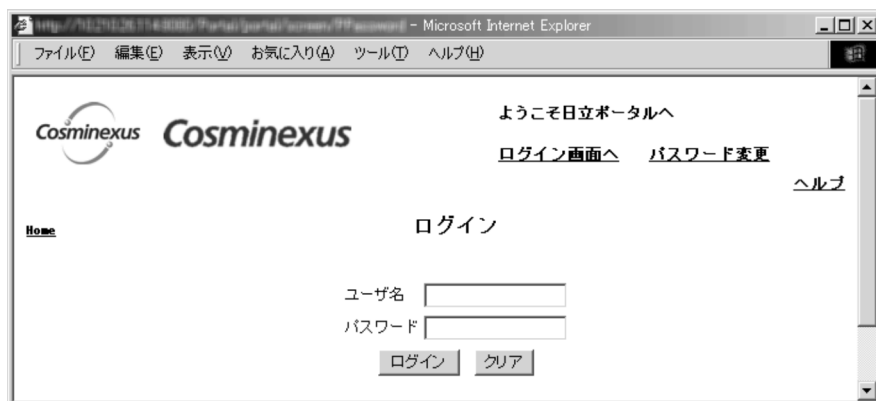 - Microsoft Internet Explorer
ファイル(F) 編集(E) 表示(V) お気に入り(A) ツール(T) ヘルプ(H)
Cosminexus Cosminexus
ようこそ日立ポータルへ
ログイン画面へ パスワード変更
ヘルプ
Home
ログイン
ユーザ名
パスワード
ログイン クリア